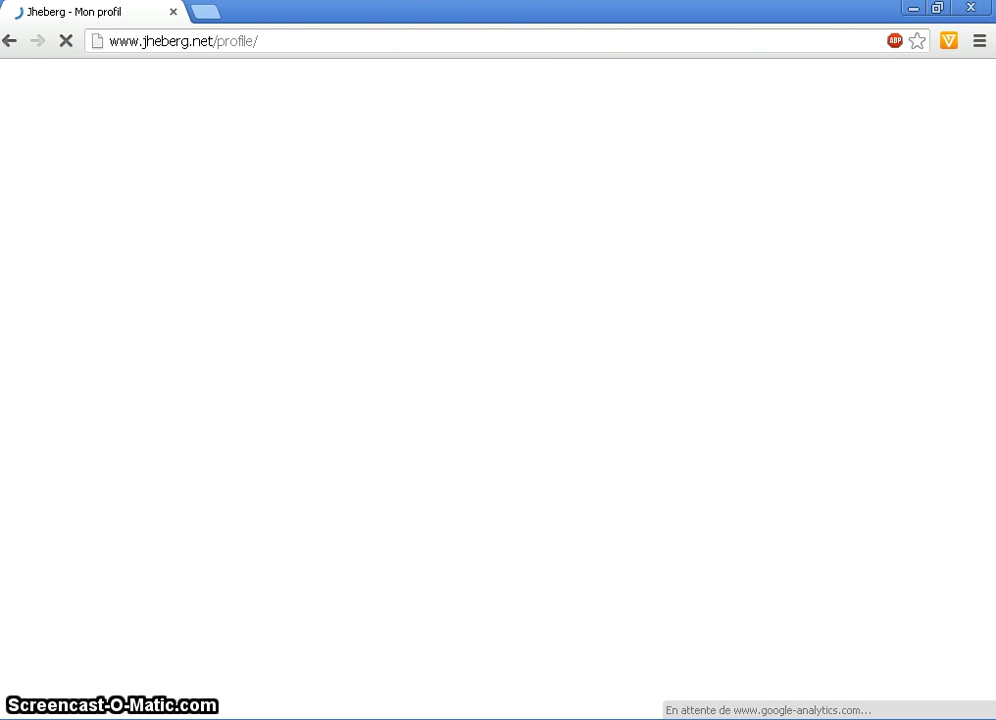 Jheberg - Mon profil
www.jheberg.net/profile/
ABP
Screencast-O-Matic.com
En attente de www.google-analytics.com...